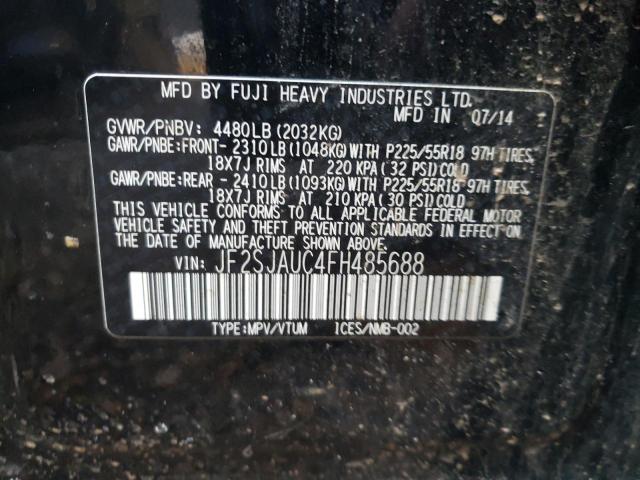 MFD BY FUJI HEAVY INDUSTRIES LTD.
MFD IN 07/14
GVWR/PNBV: 4480LB (2032KG)
GAWR/PNBE:FRONT- 2310LB (1048KG) WITH P225/55R18 97H TIRES,
18X7J RIMS AT 220 KPA (32 PSI) COLD
GAWR/PNBE:REAR - 2410LB (1093KG) WITH P225/55R18 97H TIRES,
18X7J RIMS AT 210 KPA (30 PSI) COLD
THIS VEHICLE CONFORMS TO ALL APPLICABLE FEDERAL MOTOR
VEHICLE SAFETY AND THEFT PREVENTION STANDARDS IN EFFECT ON
THE DATE OF MANUFACTURE SHOWN ABOVE.
VIN: JF2SJAUC4FH485688
TYPE:MPV/VTUM ICES/NMB-002